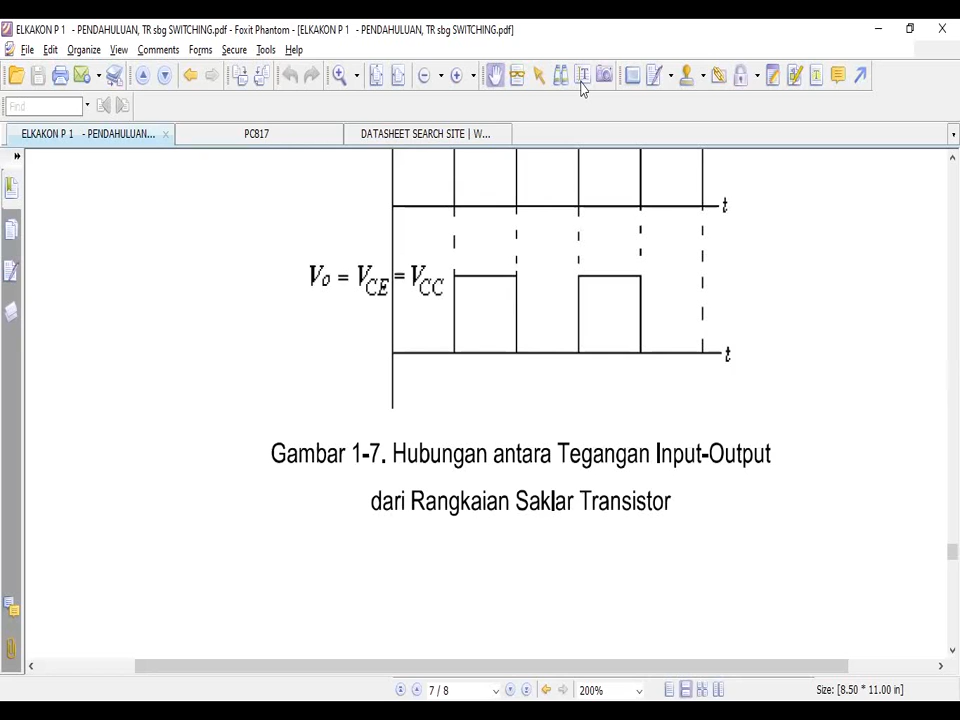 ELKAKON P 1 - PENDAHULUAN, TR sbg SWITCHING.pdf - Foxit Phantom - [ELKAKON P 1 - PENDAHULUAN, TR sbg SWITCHING.pdf]
File Edit Organize View Comments Forms Secure Tools Help
Find
ELKAKON P 1 - PENDAHULUAN... PC817 DATASHEET SEARCH SITE | W...
t
Vo = VCE = VCC
t
Gambar 1-7. Hubungan antara Tegangan Input-Output
dari Rangkaian Saklar Transistor
7 / 8 200% Size: [8.50 * 11.00 in]